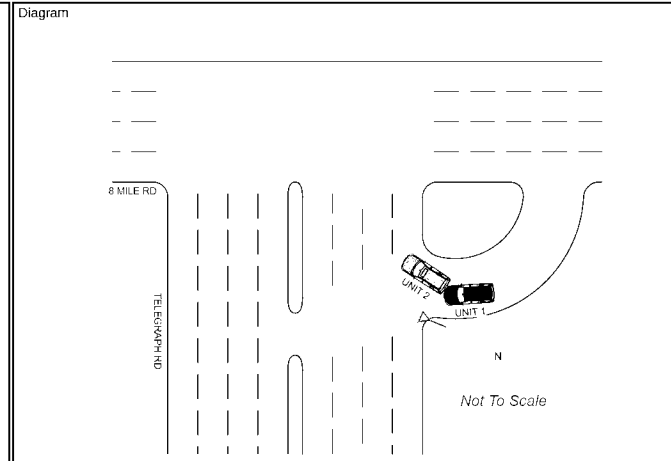 Diagram
8 MILE RD
TELEGRAPH RD
UNIT 2
UNIT 1
N
Not To Scale